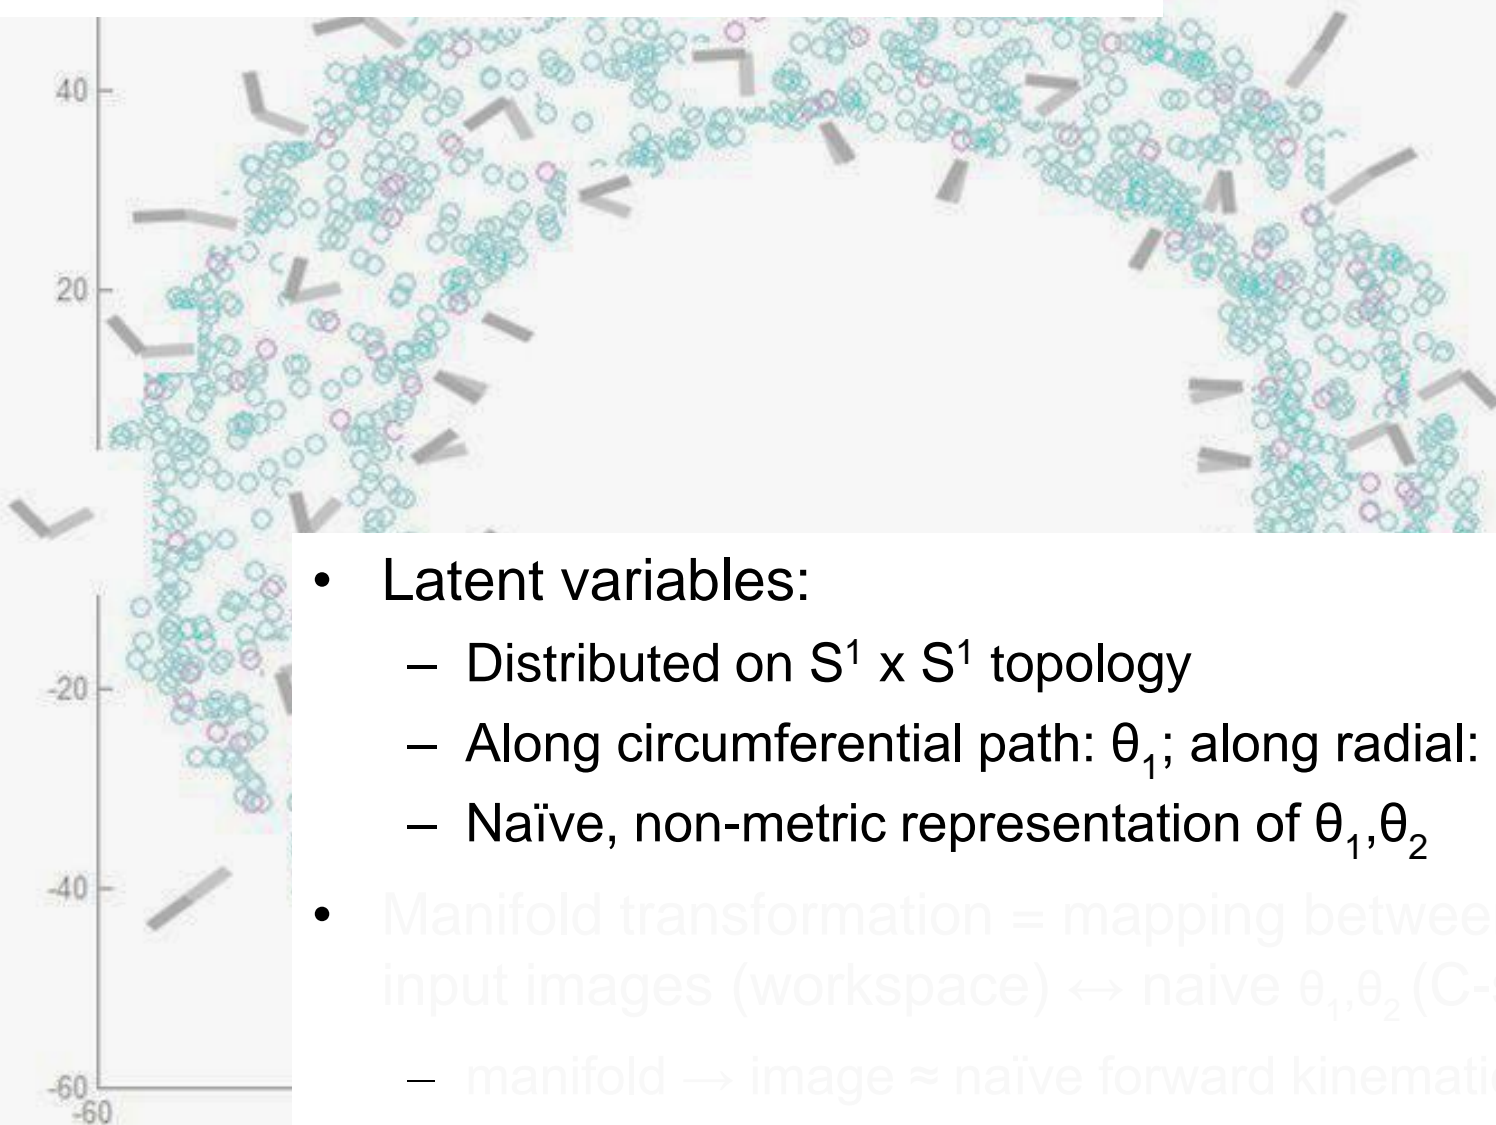 40
20
-20
-40
-60
-60
• Latent variables:
– Distributed on S¹ x S¹ topology
– Along circumferential path: θ₁; along radial:
– Naïve, non-metric representation of θ₁,θ₂
• Manifold transformation = mapping betwee
input images (workspace) ↔ naive θ₁,θ₂ (C-
– manifold → image ≈ naïve forward kinemati